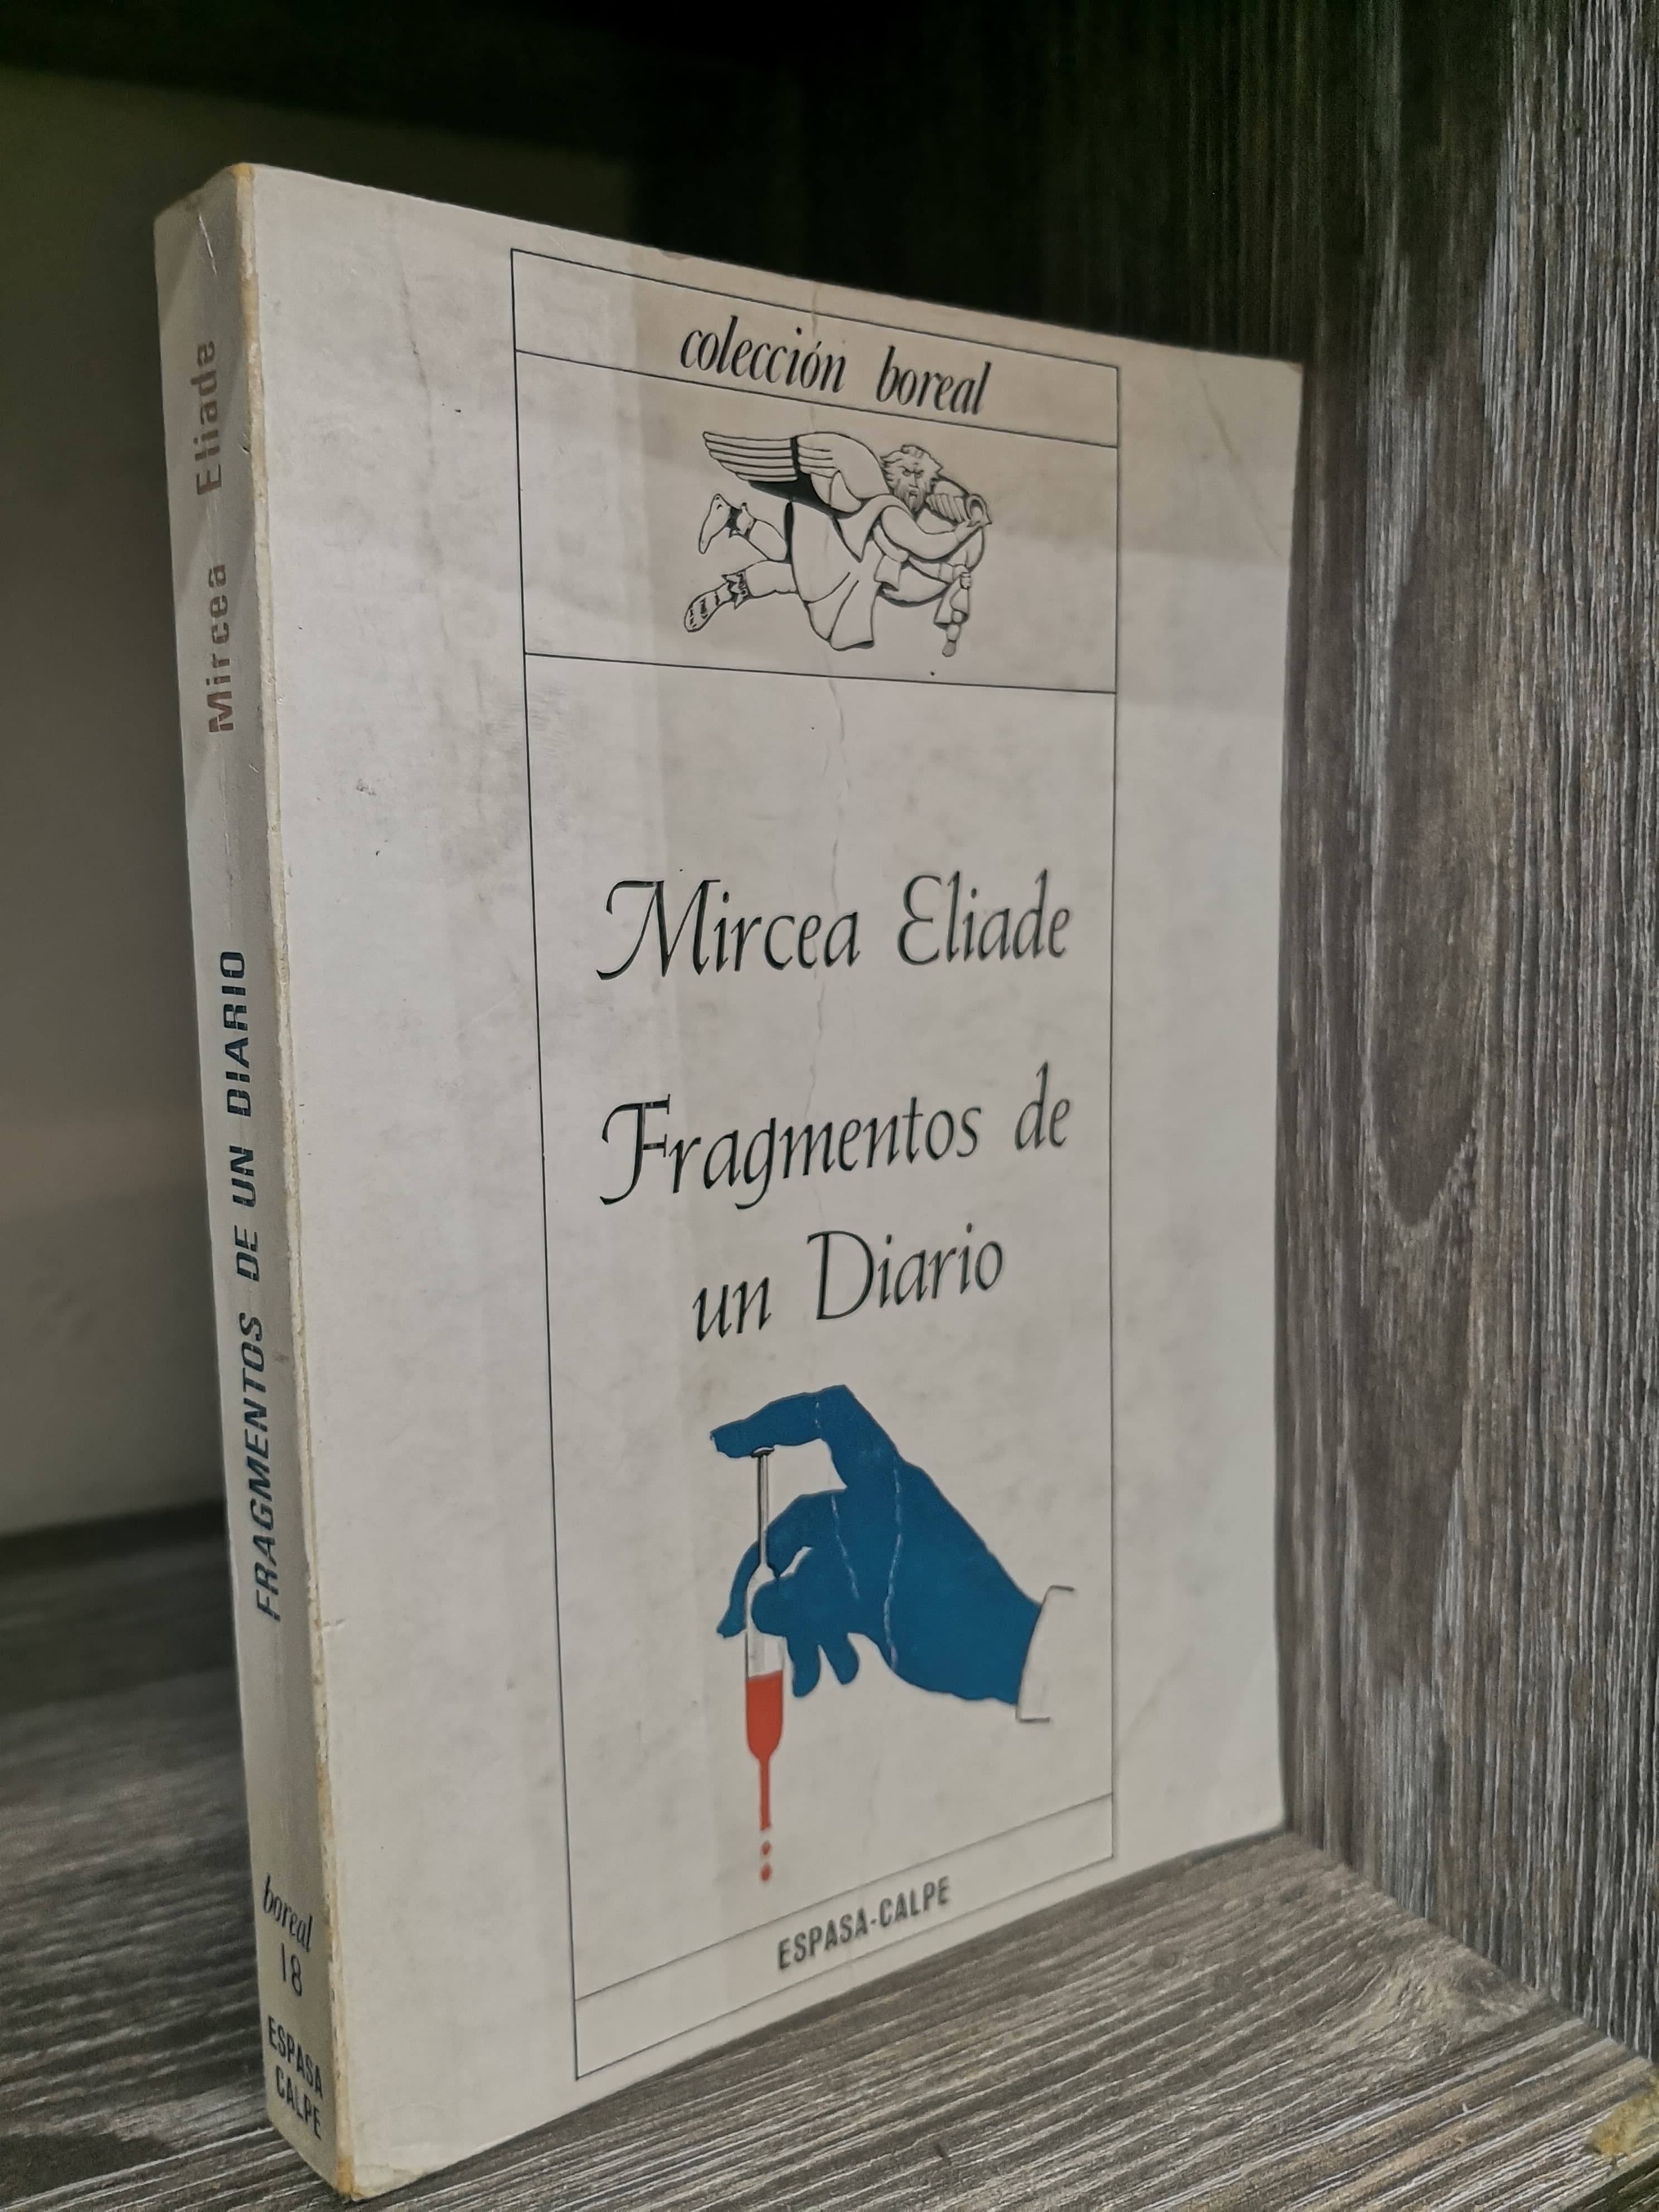 colección boreal
Mircea Eliade
Fragmentos de
un Diario
ESPASA-CALPE
Mircea Eliade
FRAGMENTOS DE UN DIARIO
boreal
18
ESPASA
CALPE